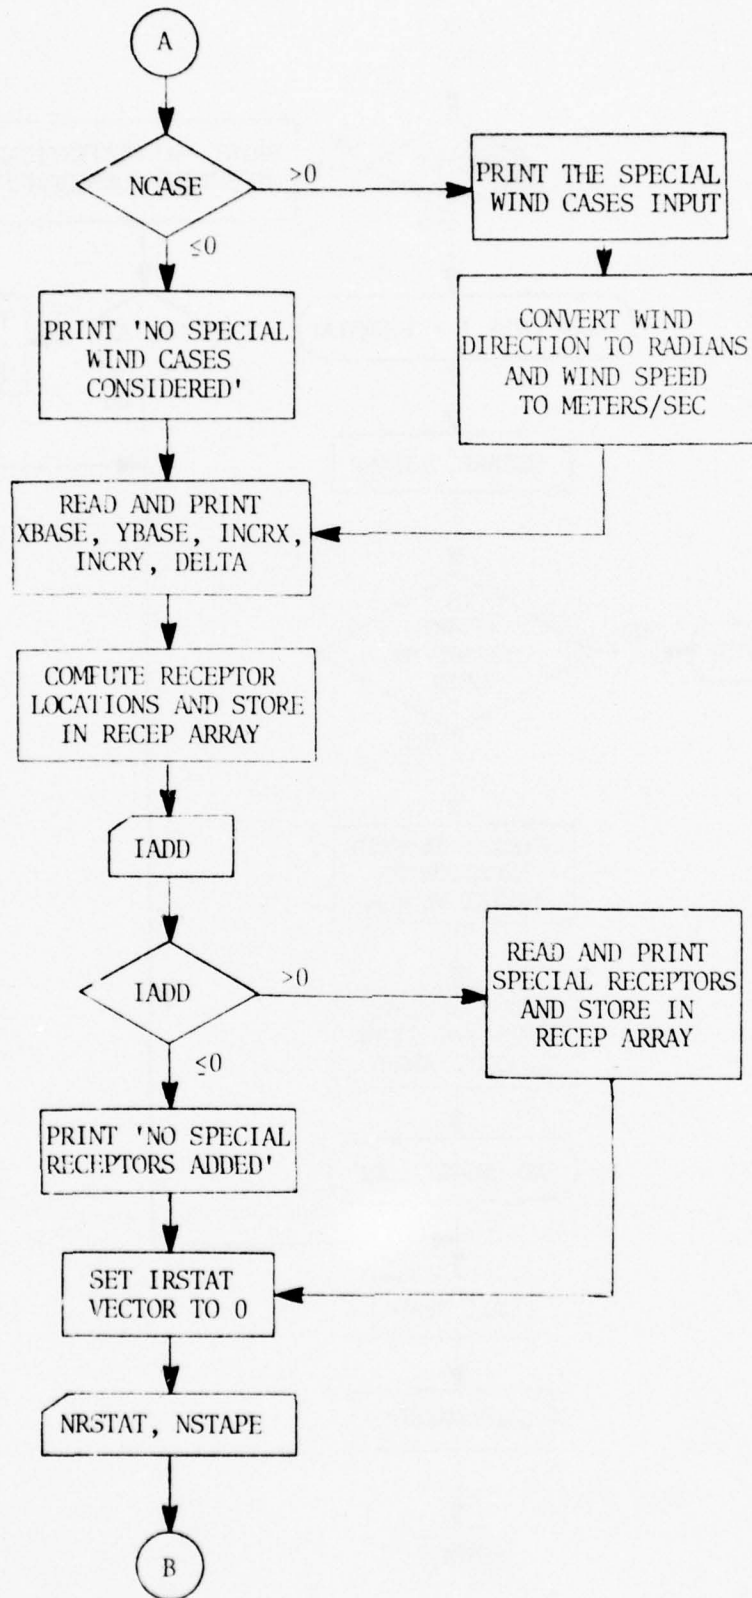 A
NCASE
>0
PRINT THE SPECIAL
WIND CASES INPUT
≤0
PRINT 'NO SPECIAL
WIND CASES
CONSIDERED'
CONVERT WIND
DIRECTION TO RADIANS
AND WIND SPEED
TO METERS/SEC
READ AND PRINT
XBASE, YBASE, INCRX,
INCRY, DELTA
COMPUTE RECEPTOR
LOCATIONS AND STORE
IN RECEP ARRAY
IADD
IADD
>0
READ AND PRINT
SPECIAL RECEPTORS
AND STORE IN
RECEP ARRAY
≤0
PRINT 'NO SPECIAL
RECEPTORS ADDED'
SET IRSTAT
VECTOR TO 0
NRSTAT, NSTAPE
B